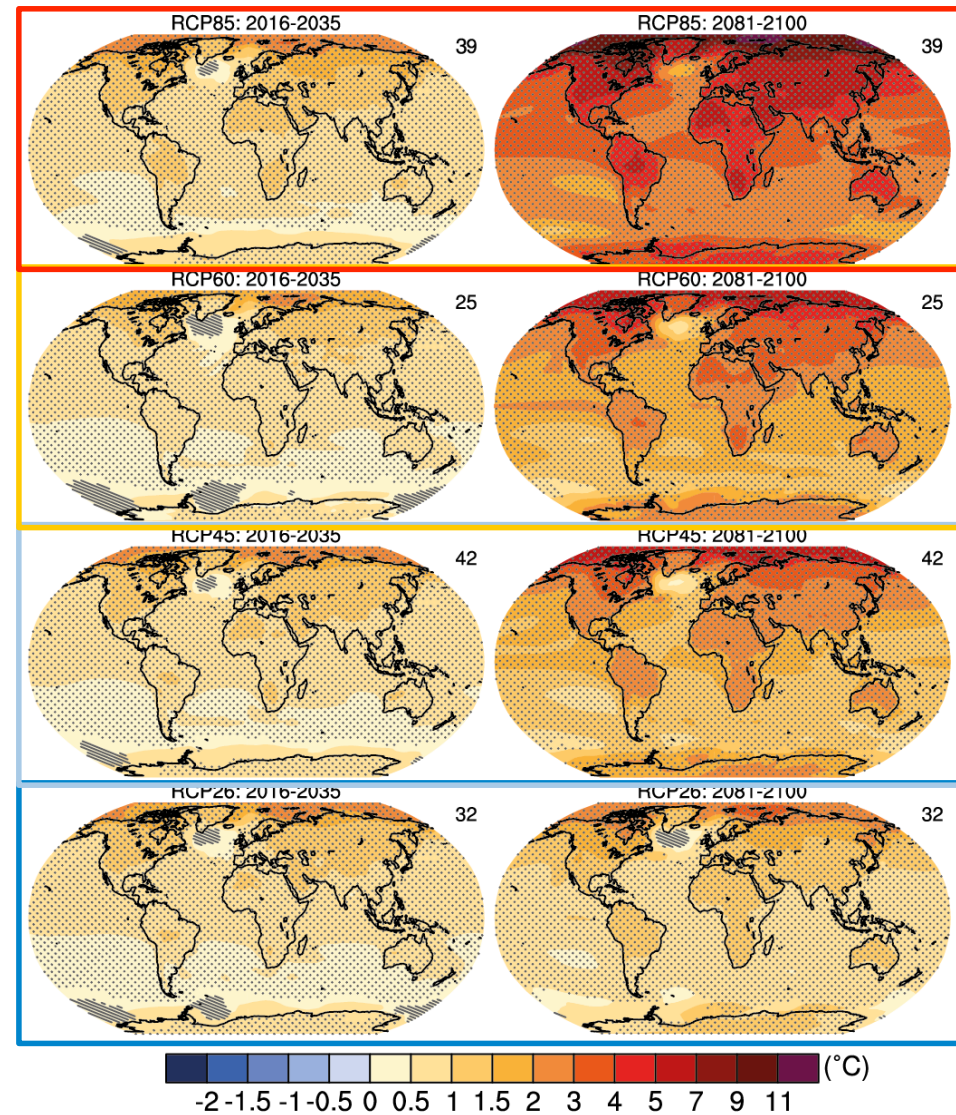 RCP85: 2016-2035 RCP85: 2081-2100
39 39
RCP60: 2016-2035 RCP60: 2081-2100
25 25
RCP45: 2016-2035 RCP45: 2081-2100
42 42
RCP26: 2016-2035 RCP26: 2081-2100
32 32
(°C)
-2 -1.5 -1 -0.5 0 0.5 1 1.5 2 3 4 5 7 9 11